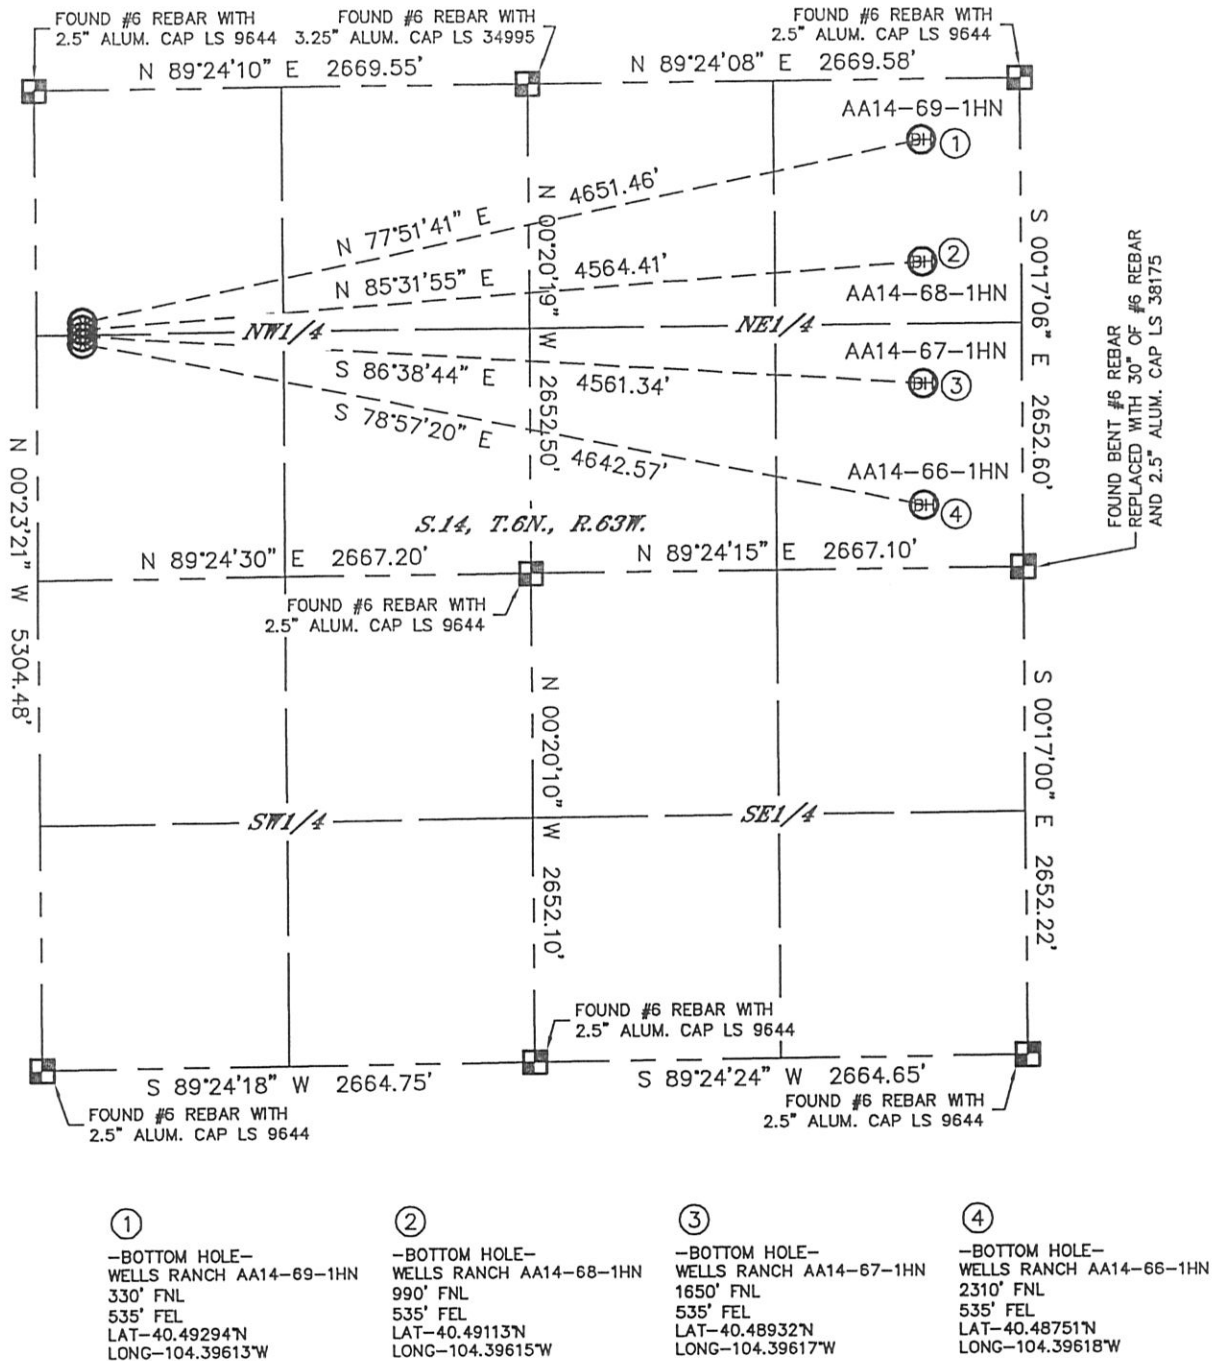 FOUND #6 REBAR WITH
2.5" ALUM. CAP LS 9644
FOUND #6 REBAR WITH
3.25" ALUM. CAP LS 34995
FOUND #6 REBAR WITH
2.5" ALUM. CAP LS 9644
N 89°24'10" E 2669.55'
N 89°24'08" E 2669.58'
AA14-69-1HN
BH 1
N 77°51'41" E 4651.46'
N 00°20'19" W 2652.50'
S 00°17'06" E 2652.60'
BH 2
N 85°31'55" E 4564.41'
AA14-68-1HN
NW1/4
NE1/4
AA14-67-1HN
S 86°38'44" E 4561.34'
BH 3
S 78°57'20" E 4642.57'
AA14-66-1HN
BH 4
FOUND BENT #6 REBAR
REPLACED WITH 30" OF #6 REBAR
AND 2.5" ALUM. CAP LS 38175
N 00°23'21" W 5304.48'
S.14, T.6N., R.63W.
N 89°24'30" E 2667.20'
N 89°24'15" E 2667.10'
FOUND #6 REBAR WITH
2.5" ALUM. CAP LS 9644
N 00°20'10" W 2652.10'
S 00°17'00" E 2652.22'
SW1/4
SE1/4
FOUND #6 REBAR WITH
2.5" ALUM. CAP LS 9644
S 89°24'18" W 2664.75'
S 89°24'24" W 2664.65'
FOUND #6 REBAR WITH
2.5" ALUM. CAP LS 9644
FOUND #6 REBAR WITH
2.5" ALUM. CAP LS 9644
1
-BOTTOM HOLE-
WELLS RANCH AA14-69-1HN
330' FNL
535' FEL
LAT-40.49294°N
LONG-104.39613°W
2
-BOTTOM HOLE-
WELLS RANCH AA14-68-1HN
990' FNL
535' FEL
LAT-40.49113°N
LONG-104.39615°W
3
-BOTTOM HOLE-
WELLS RANCH AA14-67-1HN
1650' FNL
535' FEL
LAT-40.48932°N
LONG-104.39617°W
4
-BOTTOM HOLE-
WELLS RANCH AA14-66-1HN
2310' FNL
535' FEL
LAT-40.48751°N
LONG-104.39618°W